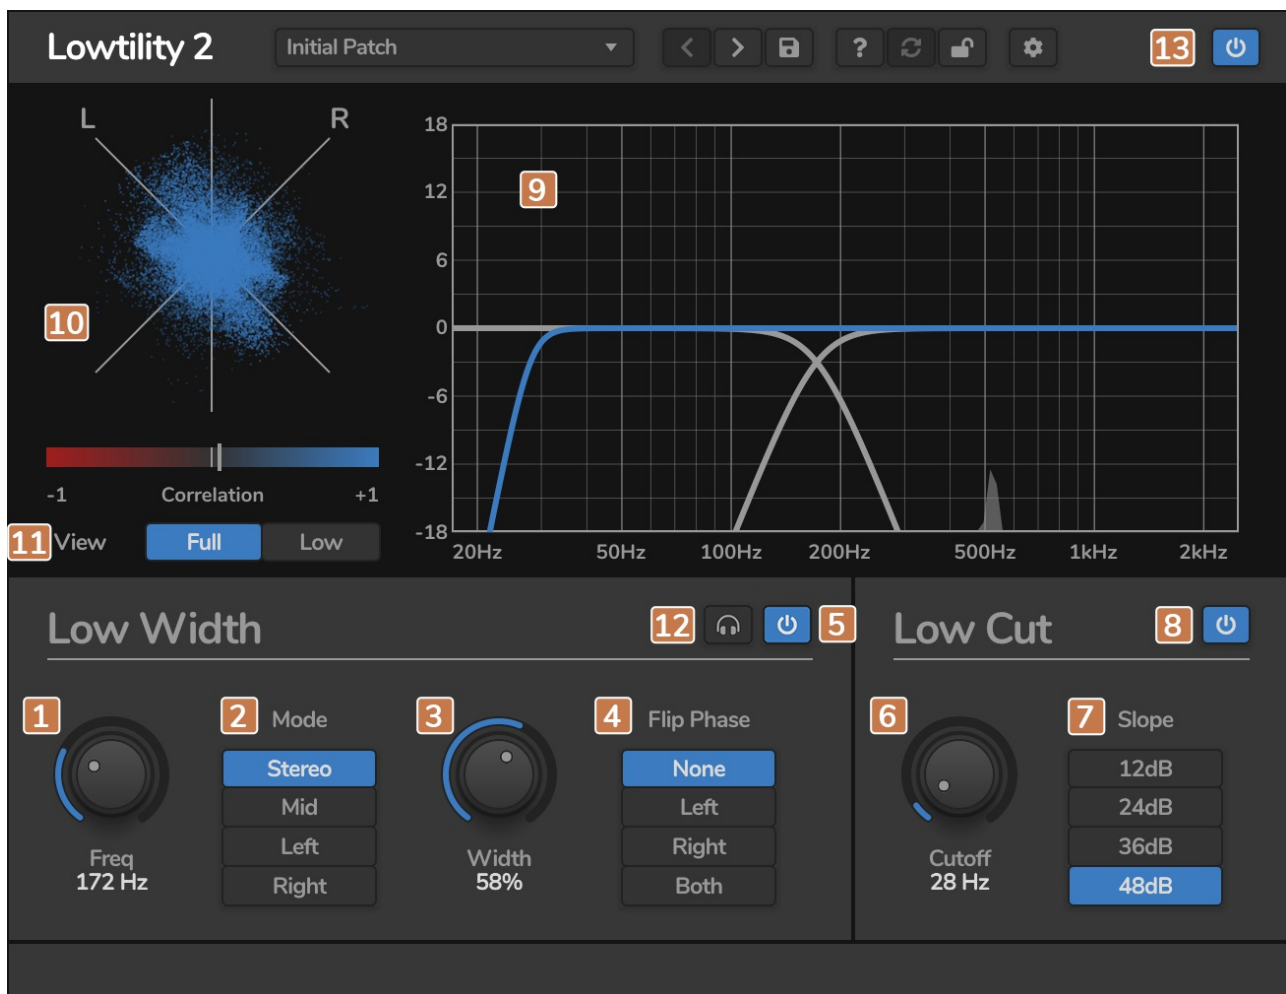 Lowtility 2
Initial Patch
?
13
L
R
10
-1 Correlation +1
11 View Full Low
18
12
6
0
-6
-12
-18
9
20Hz 50Hz 100Hz 200Hz 500Hz 1kHz 2kHz
Low Width
12
5
1
Freq
172 Hz
2 Mode
Stereo
Mid
Left
Right
3
Width
58%
4 Flip Phase
None
Left
Right
Both
Low Cut
8
6
Cutoff
28 Hz
7 Slope
12dB
24dB
36dB
48dB